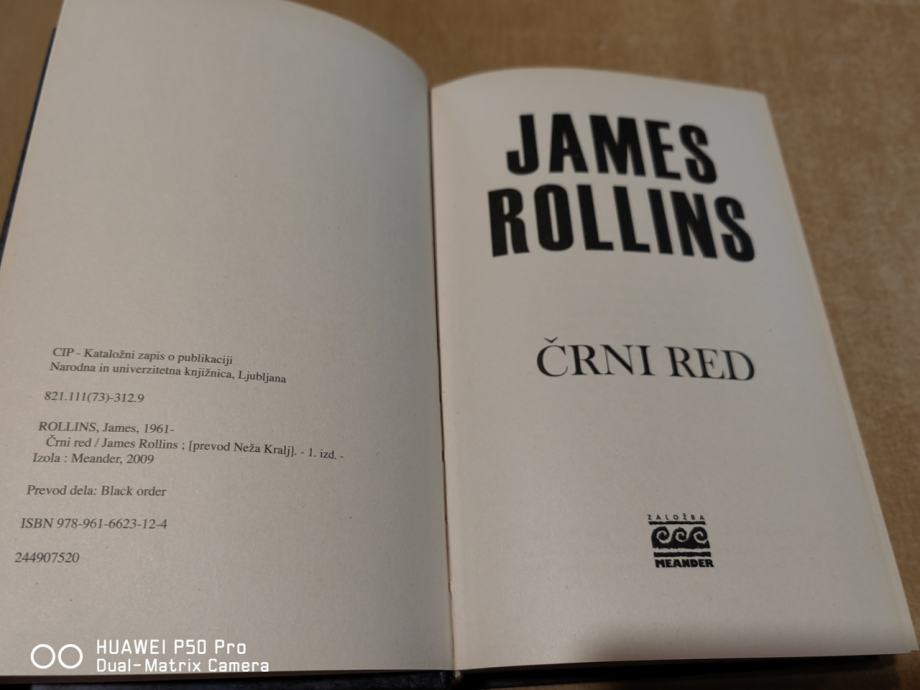 CIP - Kataložni zapis o publikaciji
Narodna in univerzitetna knjižnica, Ljubljana
821.111(73)-312.9
ROLLINS, James, 1961-
Črni red / James Rollins ; [prevod Neža Kralj]. - 1. izd. -
Izola : Meander, 2009
Prevod dela: Black order
ISBN 978-961-6623-12-4
244907520
JAMES
ROLLINS
ČRNI RED
ZALOŽBA
MEANDER
HUAWEI P50 Pro
Dual-Matrix Camera